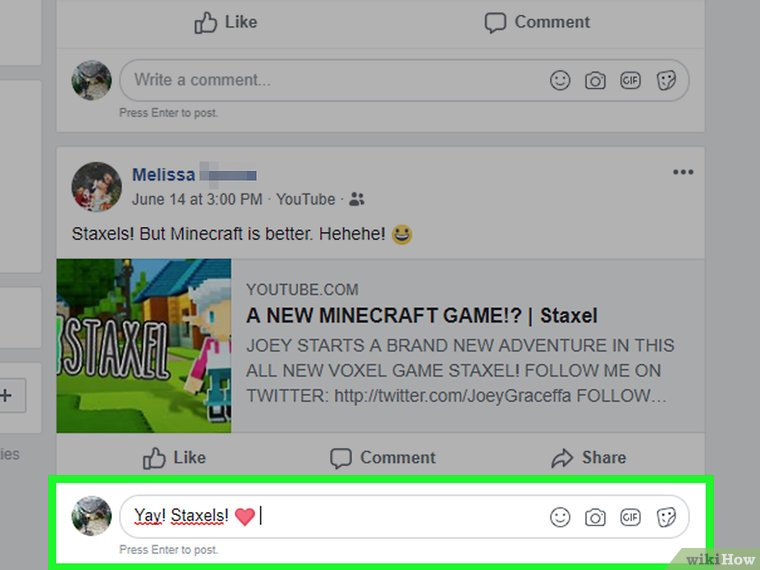 Like Comment
Write a comment...
GIF
Press Enter to post.
Melissa
June 14 at 3:00 PM · YouTube ·
Staxels! But Minecraft is better. Hehehe! 😀
STAXEL
YOUTUBE.COM
A NEW MINECRAFT GAME!? | Staxel
JOEY STARTS A BRAND NEW ADVENTURE IN THIS
ALL NEW VOXEL GAME STAXEL! FOLLOW ME ON
TWITTER: http://twitter.com/JoeyGraceffa FOLLOW...
ies
Like Comment Share
Yay! Staxels! ❤
GIF
Press Enter to post.
wikiHow